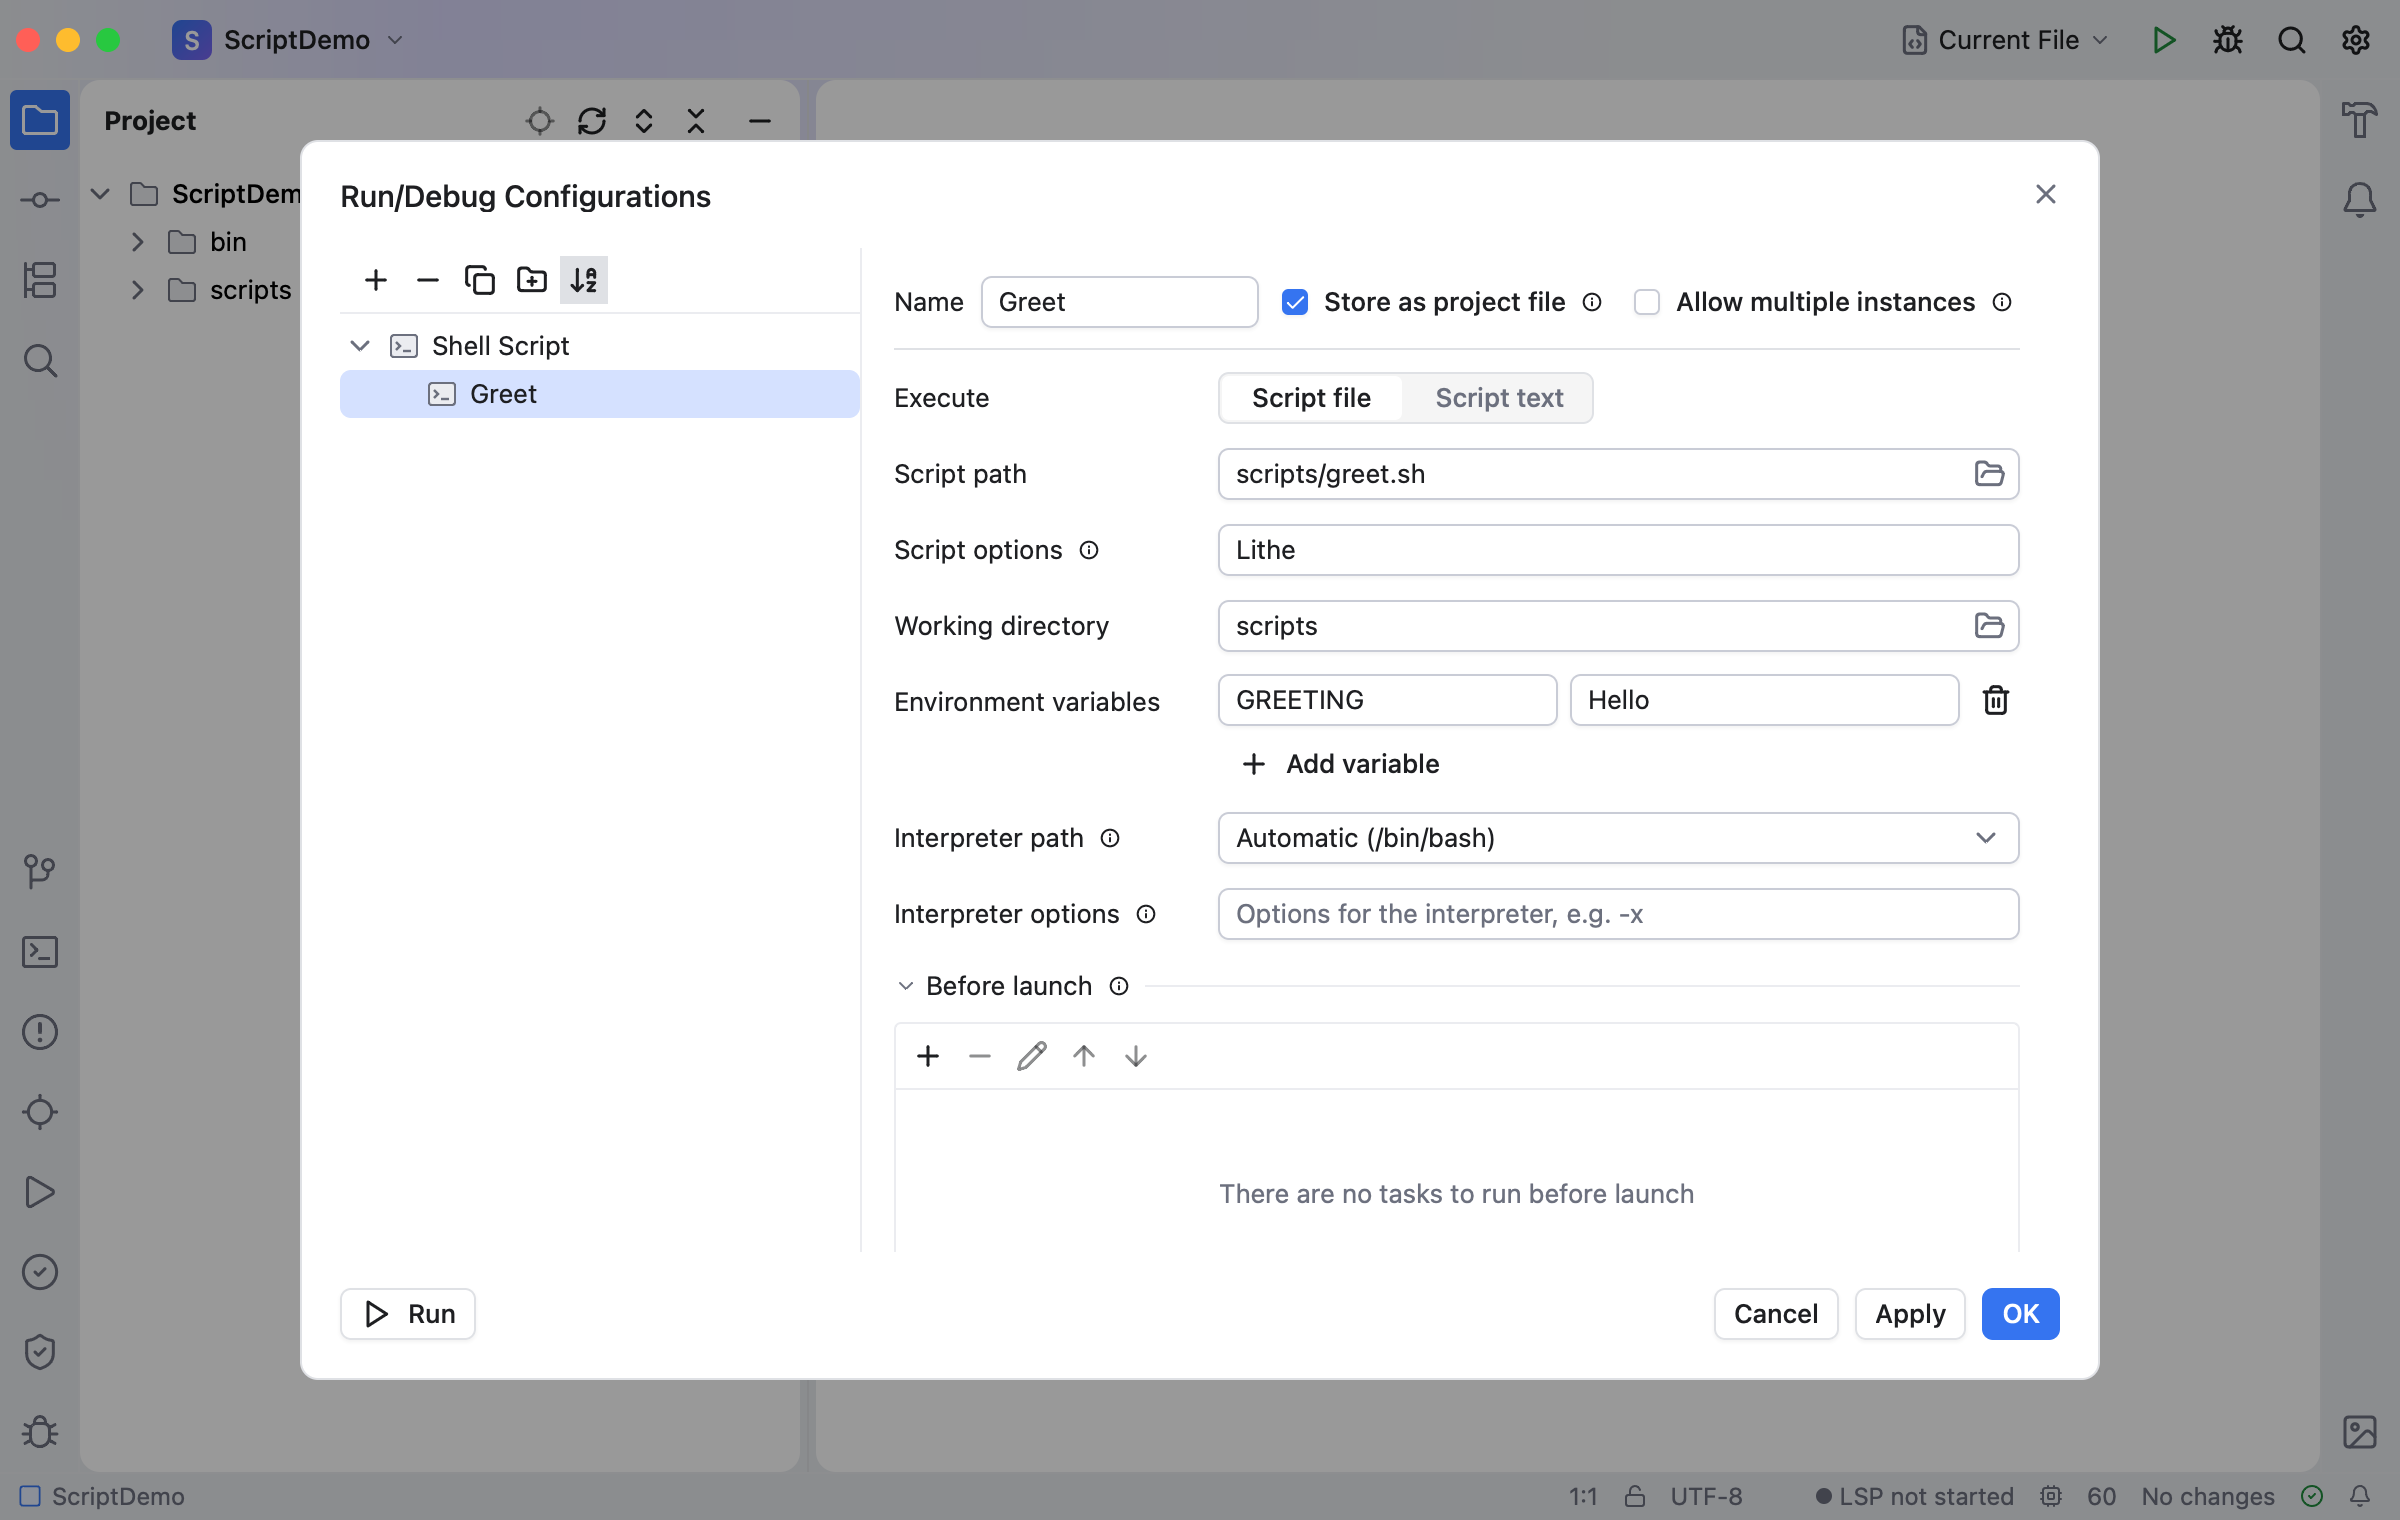 S ScriptDemo
Current File
Project
ScriptDem
bin
scripts
Run/Debug Configurations
Shell Script
Greet
Name Greet Store as project file Allow multiple instances
Execute Script file Script text
Script path scripts/greet.sh
Script options Lithe
Working directory scripts
Environment variables GREETING Hello
Add variable
Interpreter path Automatic (/bin/bash)
Interpreter options Options for the interpreter, e.g. -x
Before launch
There are no tasks to run before launch
Run Cancel Apply OK
ScriptDemo 1:1 UTF-8 LSP not started 60 No changes